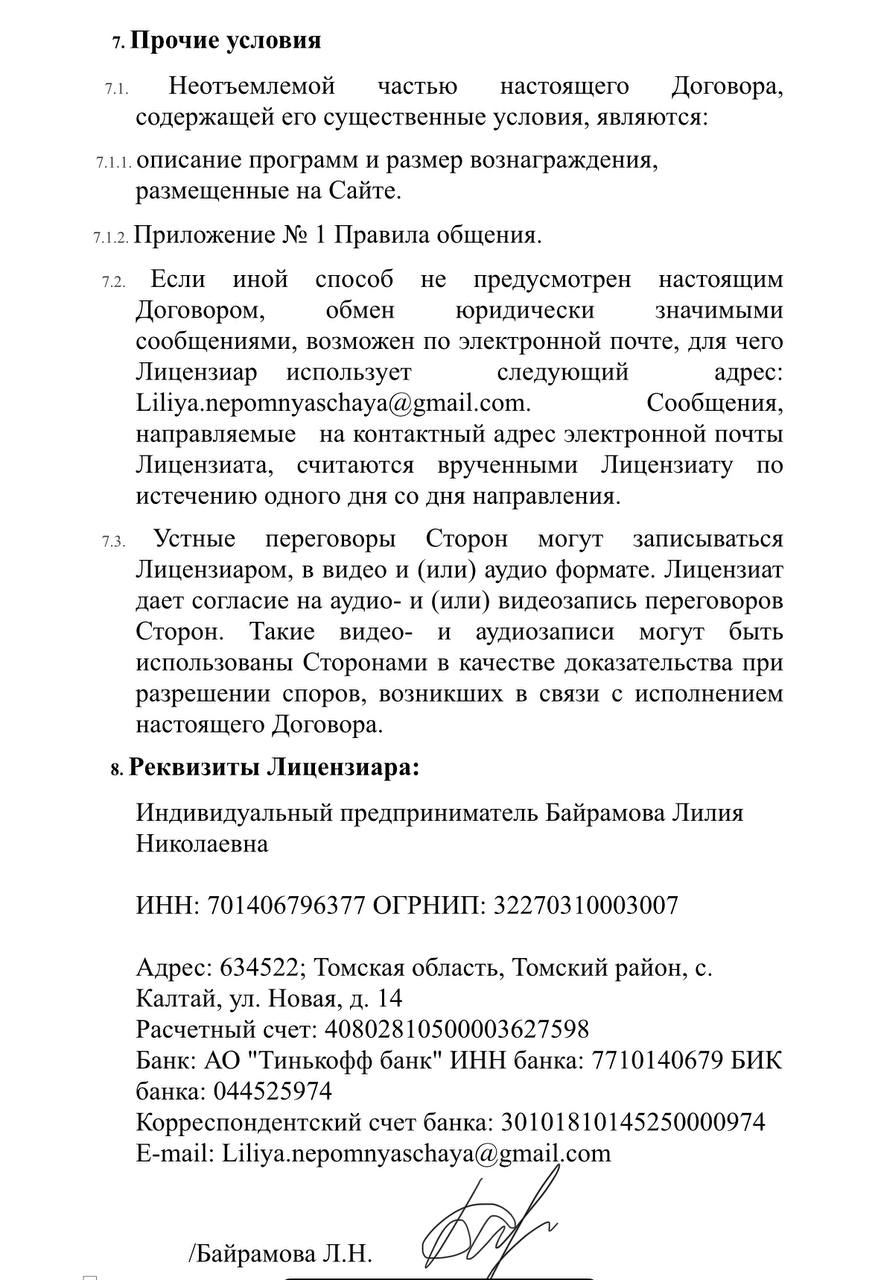 7. Прочие условия
7.1. Неотъемлемой частью настоящего Договора,
содержащей его существенные условия, являются:
7.1.1. описание программ и размер вознаграждения,
размещенные на Сайте.
7.1.2. Приложение № 1 Правила общения.
7.2. Если иной способ не предусмотрен настоящим
Договором, обмен юридически значимыми
сообщениями, возможен по электронной почте, для чего
Лицензиар использует следующий адрес:
Liliya.nepomnyaschaya@gmail.com. Сообщения,
направляемые на контактный адрес электронной почты
Лицензиата, считаются врученными Лицензиату по
истечению одного дня со дня направления.
7.3. Устные переговоры Сторон могут записываться
Лицензиаром, в видео и (или) аудио формате. Лицензиат
дает согласие на аудио- и (или) видеозапись переговоров
Сторон. Такие видео- и аудиозаписи могут быть
использованы Сторонами в качестве доказательства при
разрешении споров, возникших в связи с исполнением
настоящего Договора.
8. Реквизиты Лицензиара:
Индивидуальный предприниматель Байрамова Лилия
Николаевна
ИНН: 701406796377 ОГРНИП: 32270310003007
Адрес: 634522; Томская область, Томский район, с.
Калтай, ул. Новая, д. 14
Расчетный счет: 40802810500003627598
Банк: АО "Тинькофф банк" ИНН банка: 7710140679 БИК
банка: 044525974
Корреспондентский счет банка: 30101810145250000974
E-mail: Liliya.nepomnyaschaya@gmail.com
/Байрамова Л.Н.